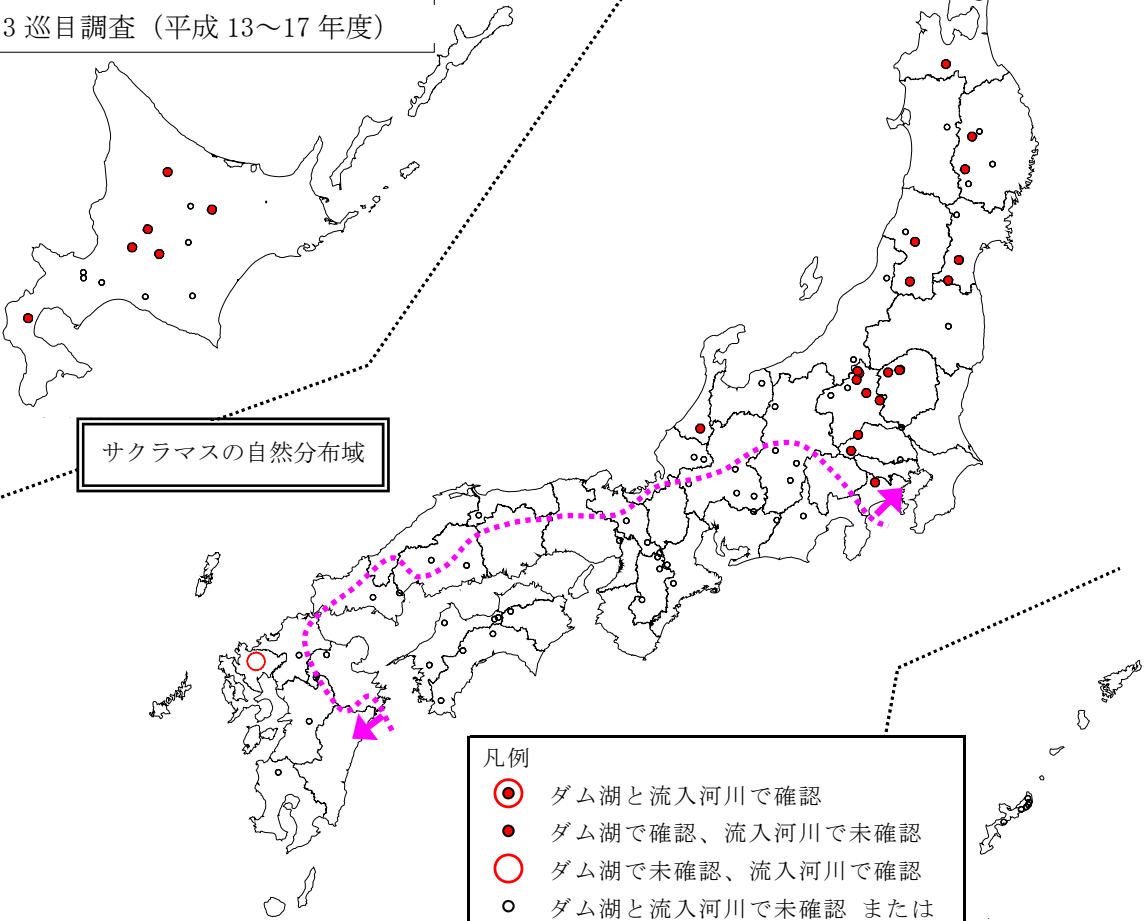 3 巡目調査（平成 13～17 年度）
サクラマスの自然分布域
凡例
ダム湖と流入河川で確認
ダム湖で確認、流入河川で未確認
ダム湖で未確認、流入河川で確認
ダム湖と流入河川で未確認 または